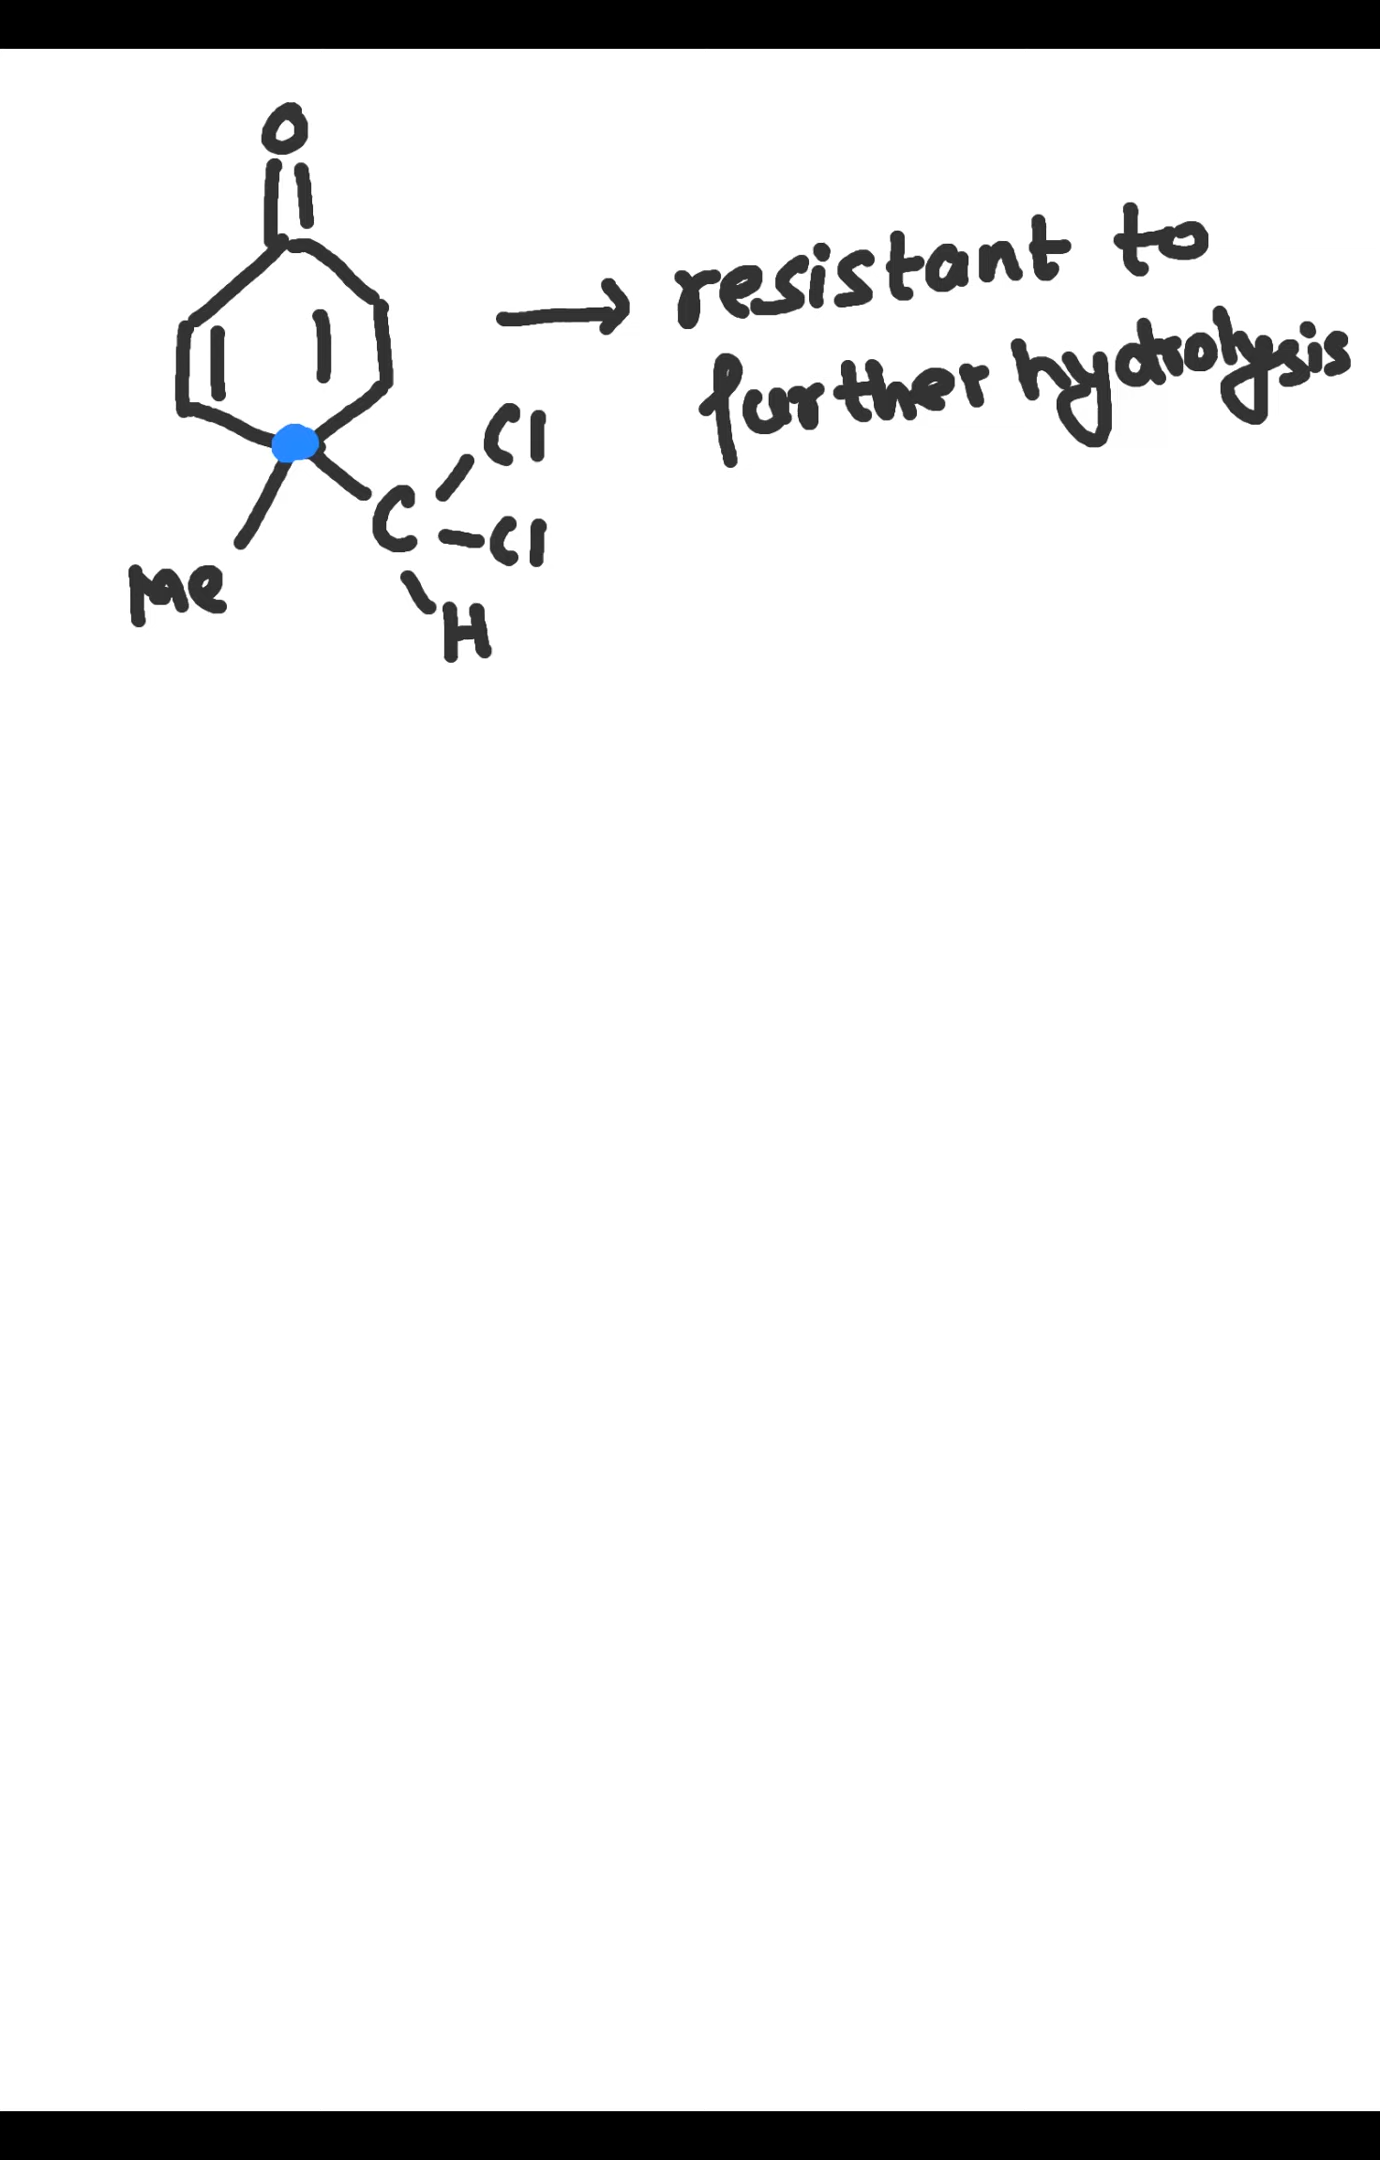 O
→ resistant to
further hydrolysis
Cl
C - Cl
Me
H